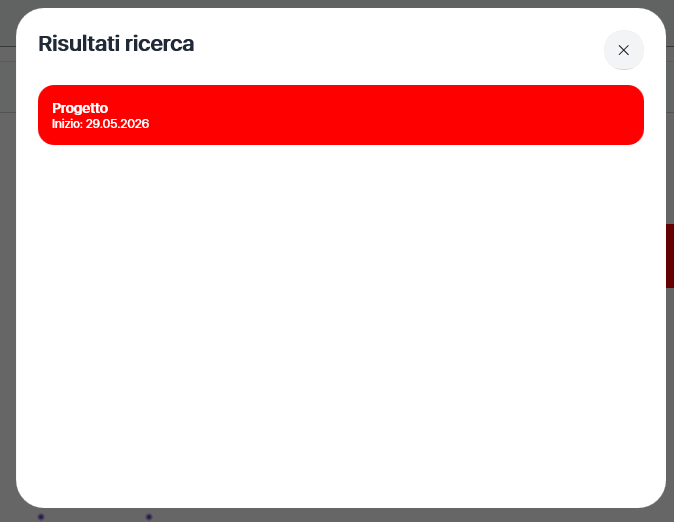 Risultati ricerca
Progetto
Inizio: 29.05.2026